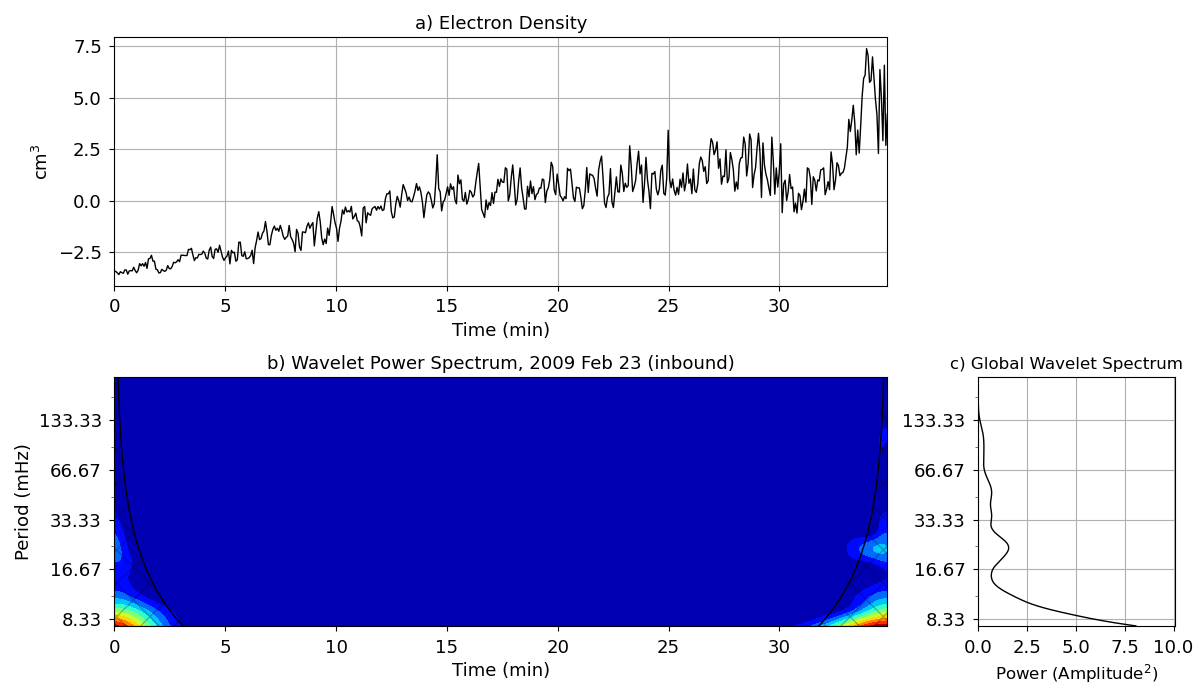 a) Electron Density
cm³
7.5
5.0
2.5
0.0
−2.5
0 5 10 15 20 25 30
Time (min)
b) Wavelet Power Spectrum, 2009 Feb 23 (inbound)
Period (mHz)
133.33
66.67
33.33
16.67
8.33
0 5 10 15 20 25 30
Time (min)
c) Global Wavelet Spectrum
133.33
66.67
33.33
16.67
8.33
0.0 2.5 5.0 7.5 10.0
Power (Amplitude²)